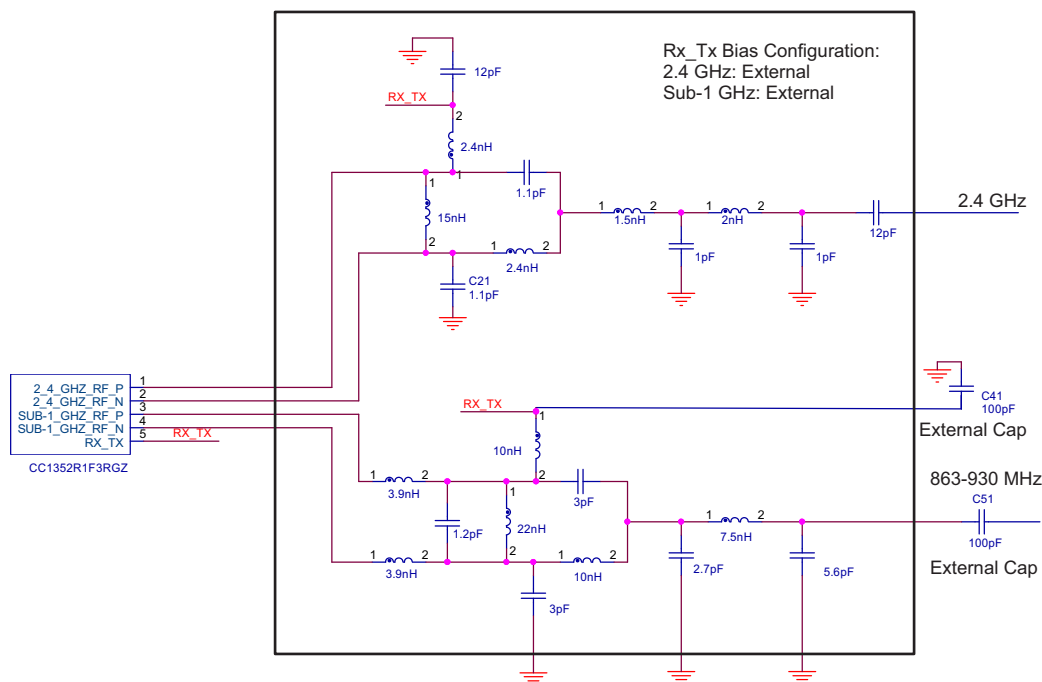 Rx_Tx Bias Configuration:
2.4 GHz: External
Sub-1 GHz: External
12pF
RX_TX
2
2.4nH
1
1
1.1pF
15nH
2
1
2
2.4nH
C21
1.1pF
1
2
1.5nH
1pF
1
2
2nH
1pF
12pF
2.4 GHz
2_4_GHZ_RF_P
1
2_4_GHZ_RF_N
2
SUB-1_GHZ_RF_P
3
SUB-1_GHZ_RF_N
4
RX_TX
5
RX_TX
CC1352R1F3RGZ
RX_TX
1
10nH
2
C41
100pF
External Cap
1
2
3.9nH
1.2pF
1
22nH
2
3pF
1
2
3.9nH
1
2
10nH
3pF
2.7pF
1
2
7.5nH
5.6pF
863-930 MHz
C51
100pF
External Cap